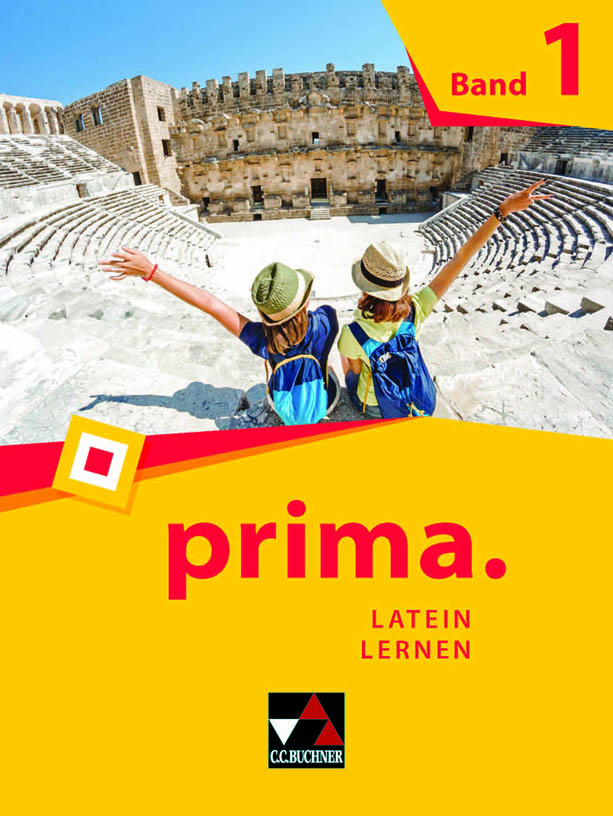 Band 1
prima.
LATEIN
LERNEN
C.C.BUCHNER